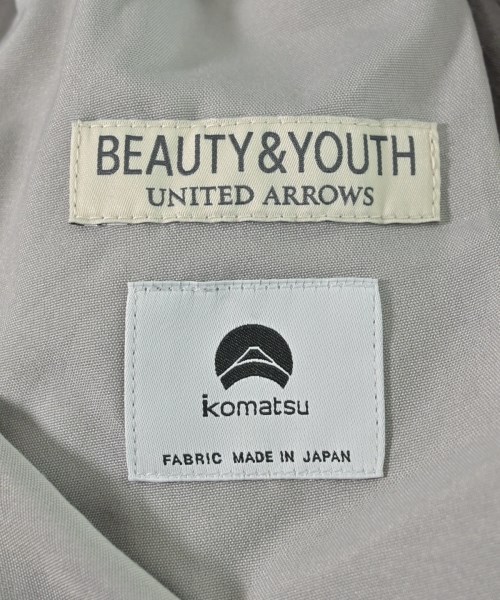 BEAUTY&YOUTH
UNITED ARROWS
komatsu
FABRIC MADE IN JAPAN